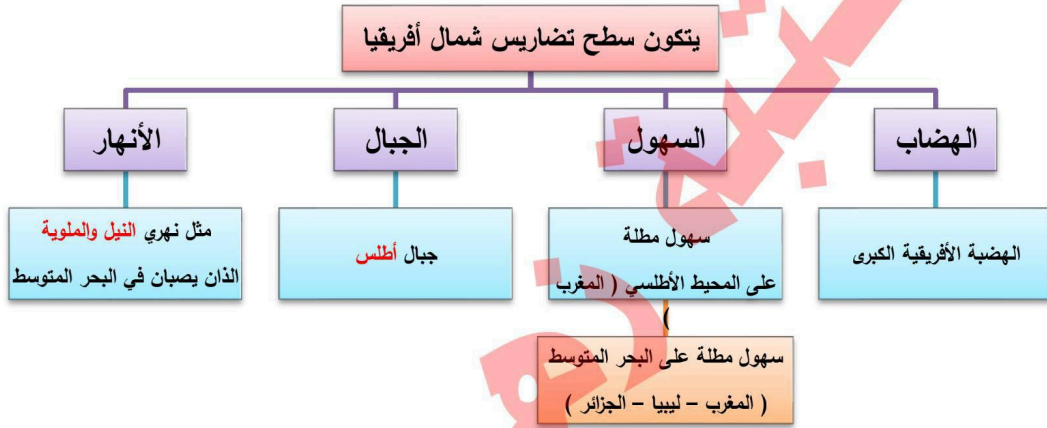 يتكون سطح تضاريس شمال أفريقيا
الهضاب
السهول
الجبال
الأنهار
الهضبة الأفريقية الكبرى
سهول مطلة
على المحيط الأطلسي ( المغرب
)
سهول مطلة على البحر المتوسط
( المغرب – ليبيا – الجزائر )
جبال أطلس
مثل نهري النيل والملوية
الذان يصبان في البحر المتوسط